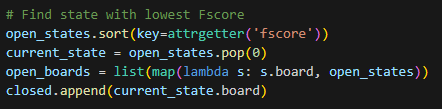 # Find state with lowest Fscore
open_states.sort(key=attrgetter('fscore'))
current_state = open_states.pop(0)
open_boards = list(map(lambda s: s.board, open_states))
closed.append(current_state.board)